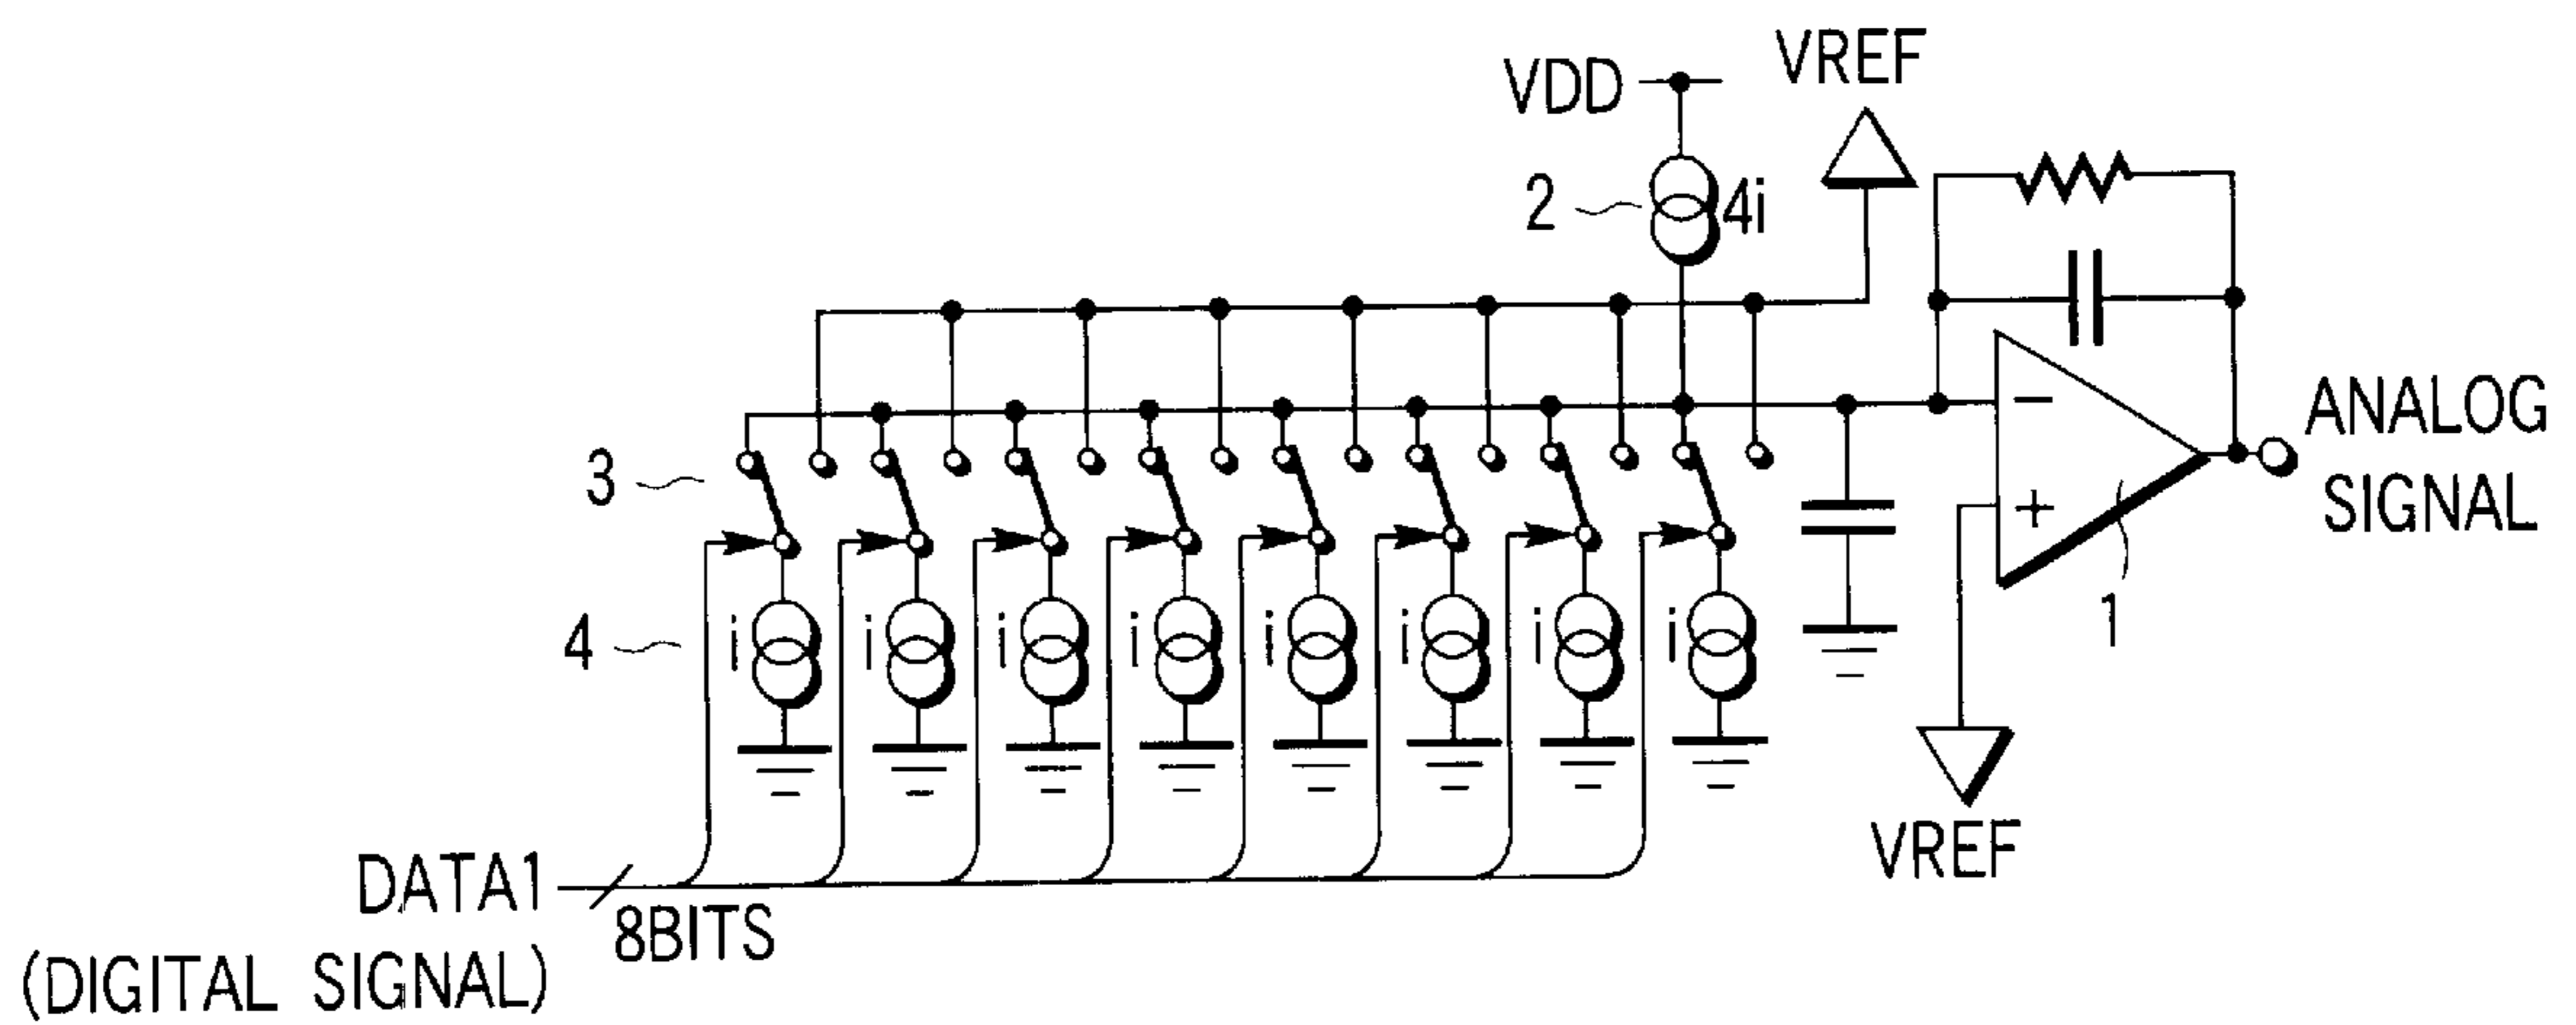 VREF
VDD
2
4i
ANALOG
SIGNAL
3
4
i
i
i
i
i
i
i
i
1
VREF
DATA1
8BITS
(DIGITAL SIGNAL)